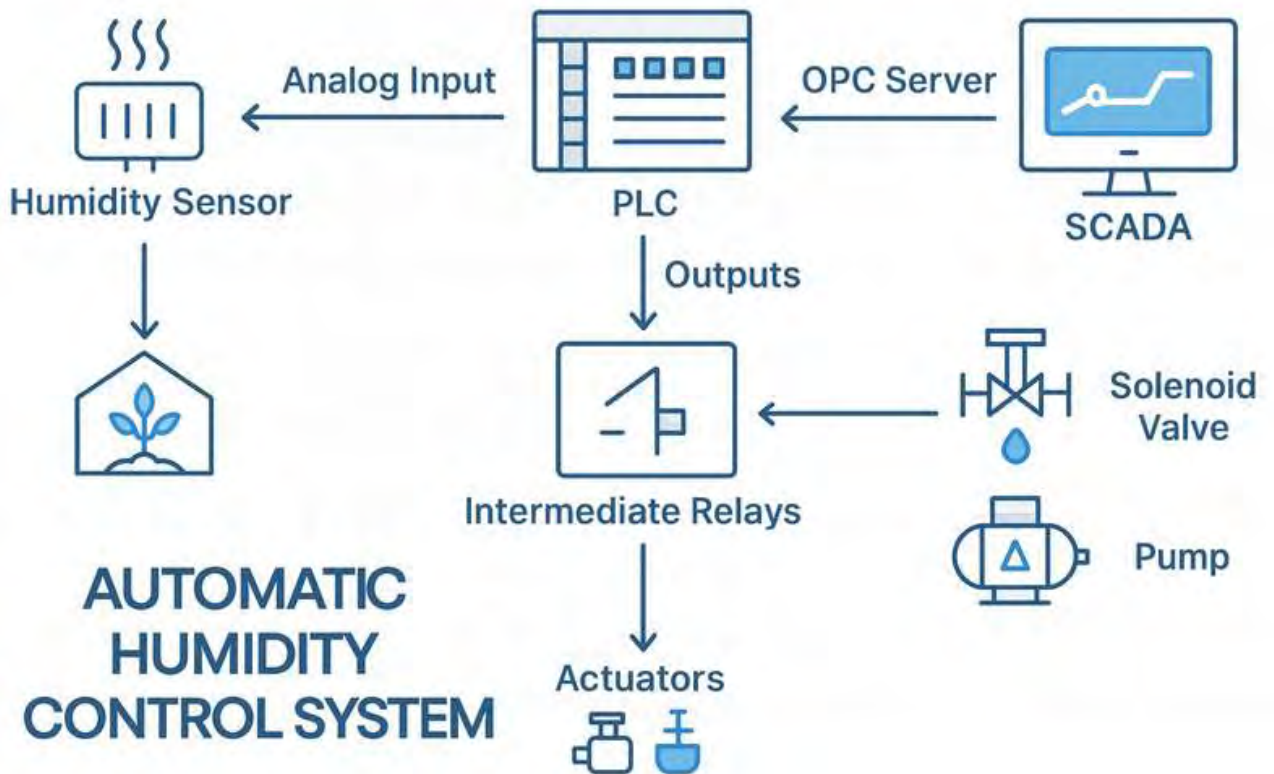 Analog Input
OPC Server
Humidity Sensor
PLC
SCADA
Outputs
Solenoid
Valve
Intermediate Relays
Pump
AUTOMATIC
HUMIDITY
CONTROL SYSTEM
Actuators